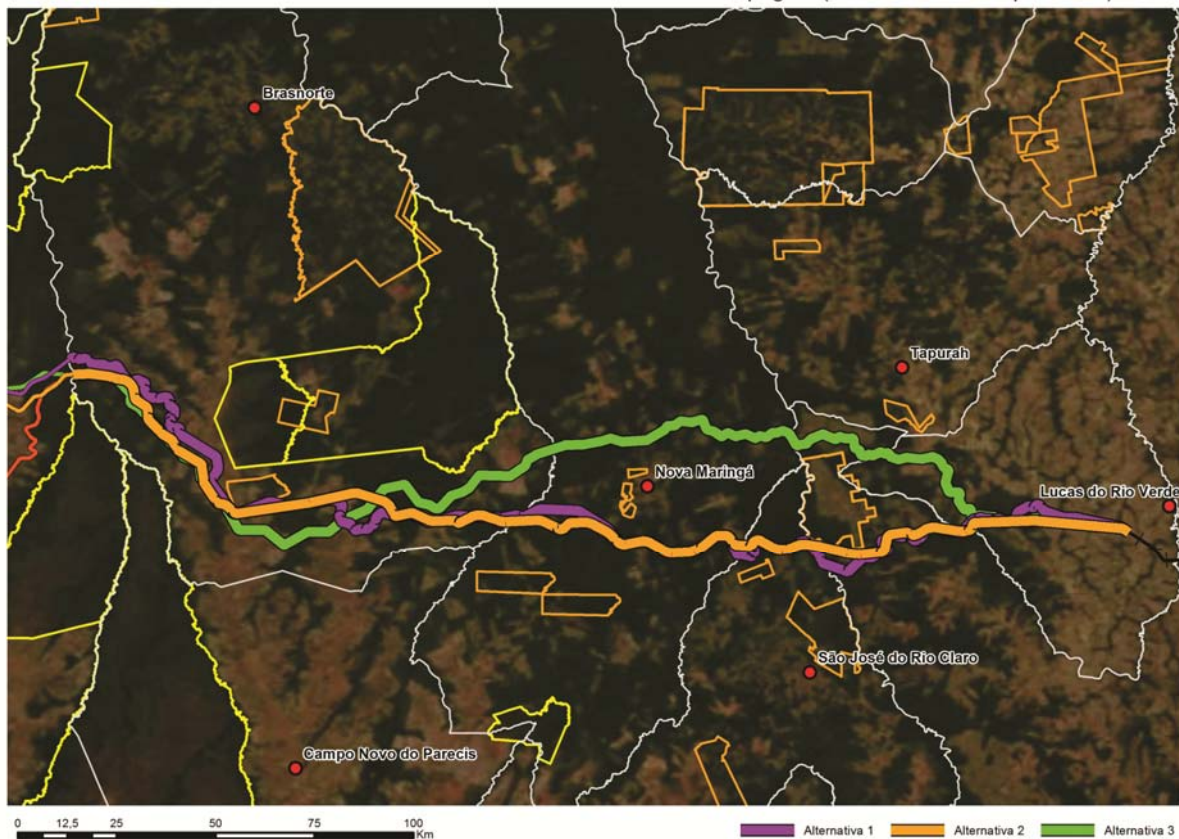 Brasnorte
Tapurah
Nova Maringá
Lucas do Rio Verde
São José do Rio Claro
Campo Novo do Parecis
0 12,5 25 50 75 100
Km
Alternativa 1 Alternativa 2 Alternativa 3